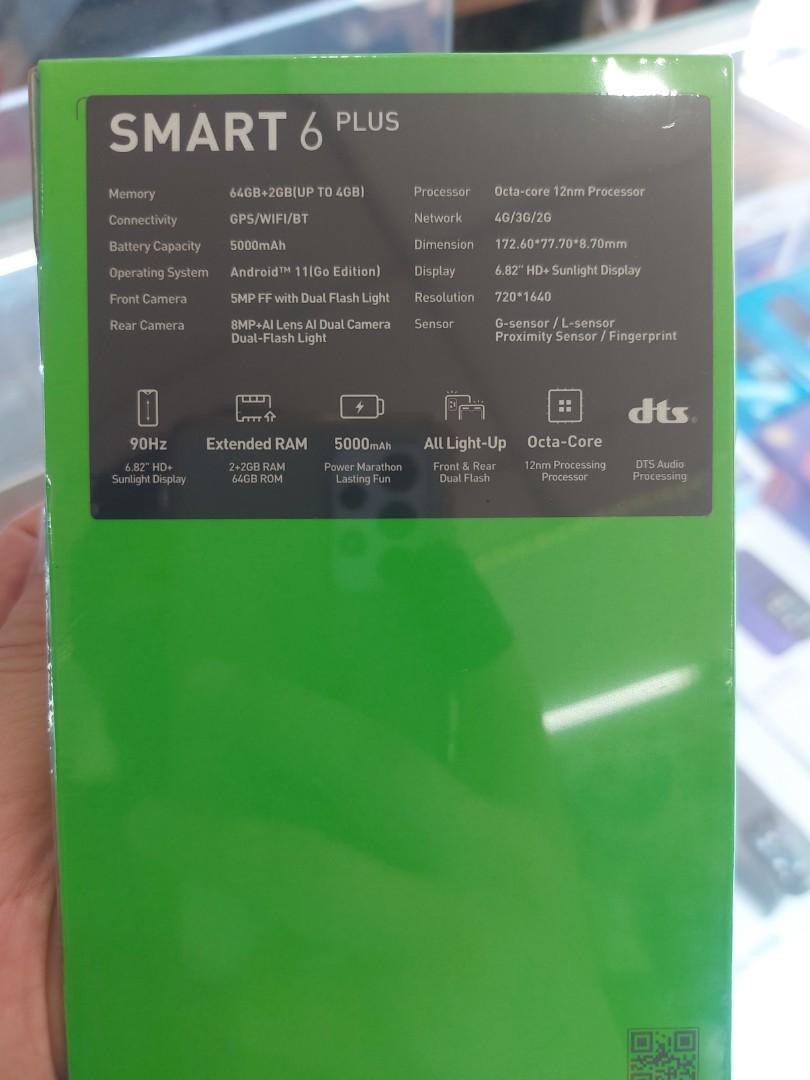 SMART 6 PLUS
Memory 64GB+2GB(UP TO 4GB) Processor Octa-core 12nm Processor
Connectivity GPS/WIFI/BT Network 4G/3G/2G
Battery Capacity 5000mAh Dimension 172.60*77.70*8.70mm
Operating System Android™ 11(Go Edition) Display 6.82" HD+ Sunlight Display
Front Camera 5MP FF with Dual Flash Light Resolution 720*1640
Rear Camera 8MP+AI Lens AI Dual Camera Sensor G-sensor / L-sensor
Dual-Flash Light Proximity Sensor / Fingerprint
dts®
90Hz Extended RAM 5000mAh All Light-Up Octa-Core
6.82" HD+ 2+2GB RAM Power Marathon Front & Rear 12nm Processing DTS Audio
Sunlight Display 64GB ROM Lasting Fun Dual Flash Processor Processing